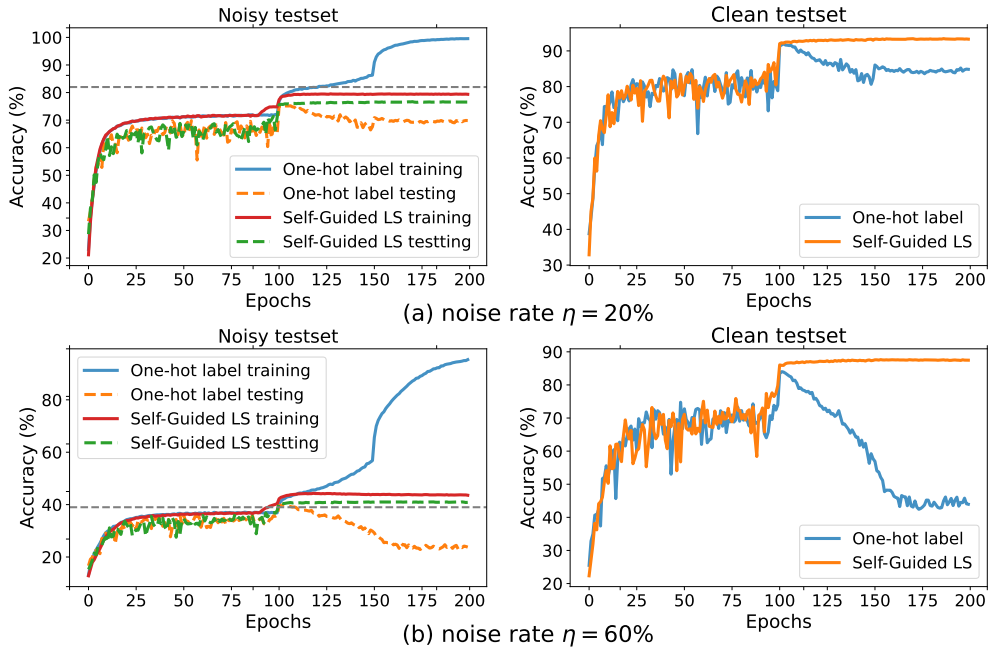 Noisy testset
100
90
80
70
60
50
40
30
20
Accuracy (%)
0 25 50 75 100 125 150 175 200
Epochs
One-hot label training
One-hot label testing
Self-Guided LS training
Self-Guided LS testting
Clean testset
90
80
70
60
50
40
30
Accuracy (%)
0 25 50 75 100 125 150 175 200
Epochs
One-hot label
Self-Guided LS
(a) noise rate η = 20%
Noisy testset
80
60
40
20
Accuracy (%)
0 25 50 75 100 125 150 175 200
Epochs
One-hot label training
One-hot label testing
Self-Guided LS training
Self-Guided LS testting
Clean testset
90
80
70
60
50
40
30
20
Accuracy (%)
0 25 50 75 100 125 150 175 200
Epochs
One-hot label
Self-Guided LS
(b) noise rate η = 60%